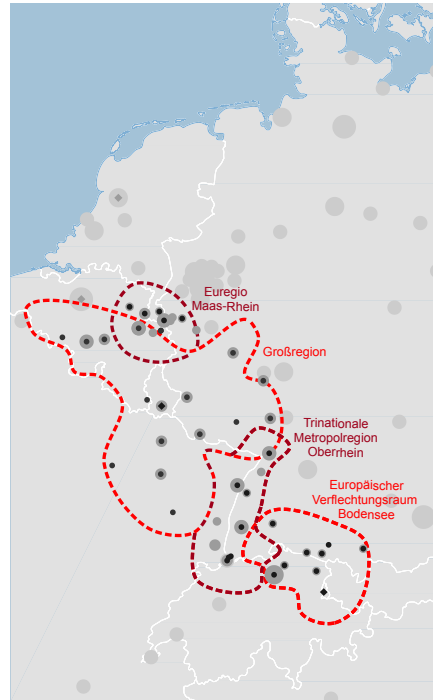 Euregio
Maas-Rhein
Großregion
Trinationale
Metropolregion
Oberrhein
Europäischer
Verflechtungsraum
Bodensee